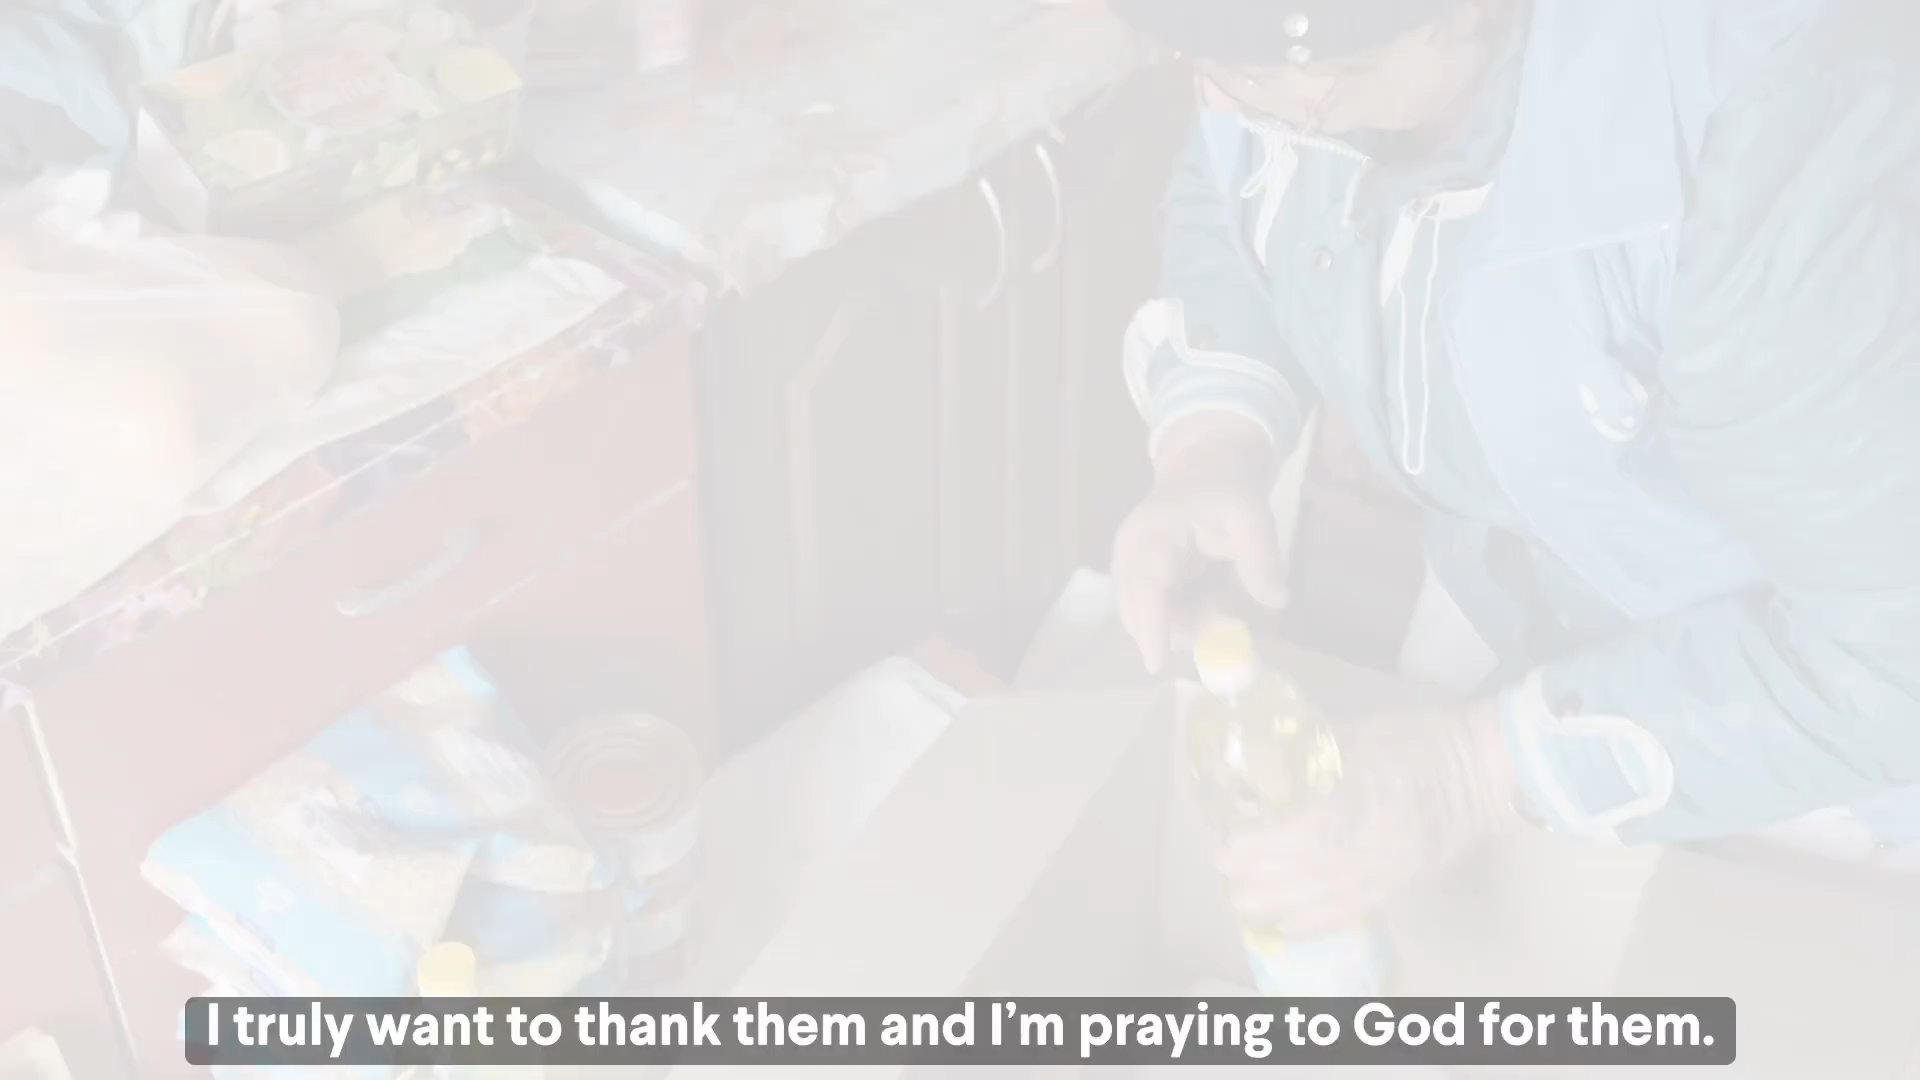 I truly want to thank them and I’m praying to God for them.